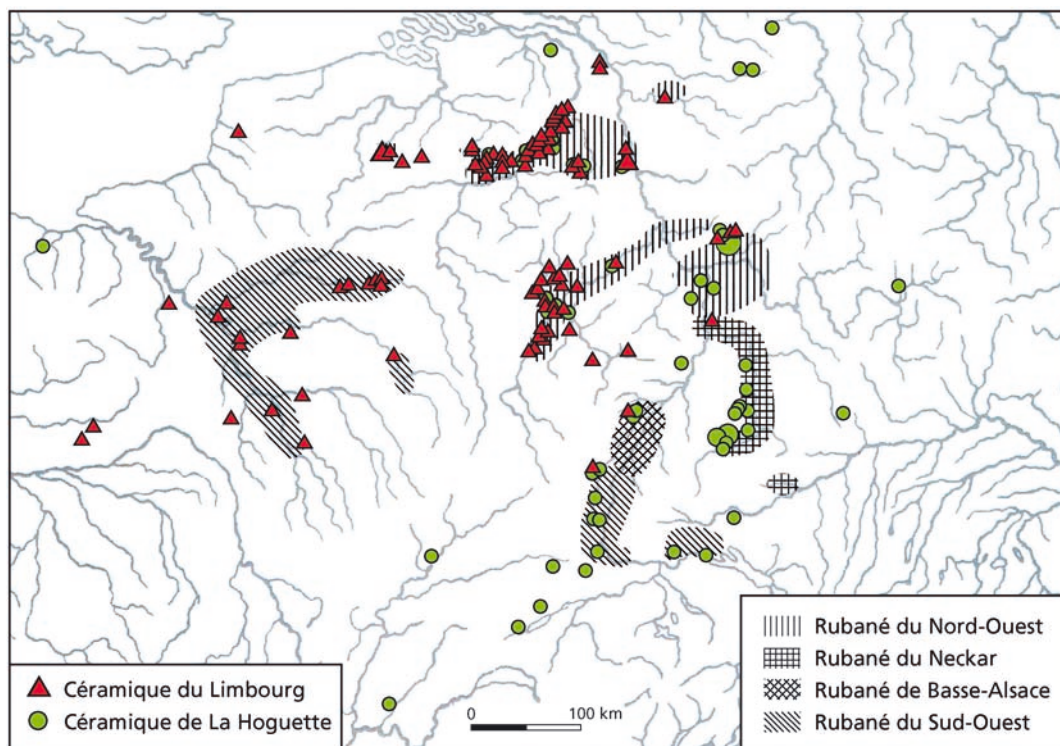 Céramique du Limbourg
Céramique de La Hoguette
0 100 km
Rubané du Nord-Ouest
Rubané du Neckar
Rubané de Basse-Alsace
Rubané du Sud-Ouest